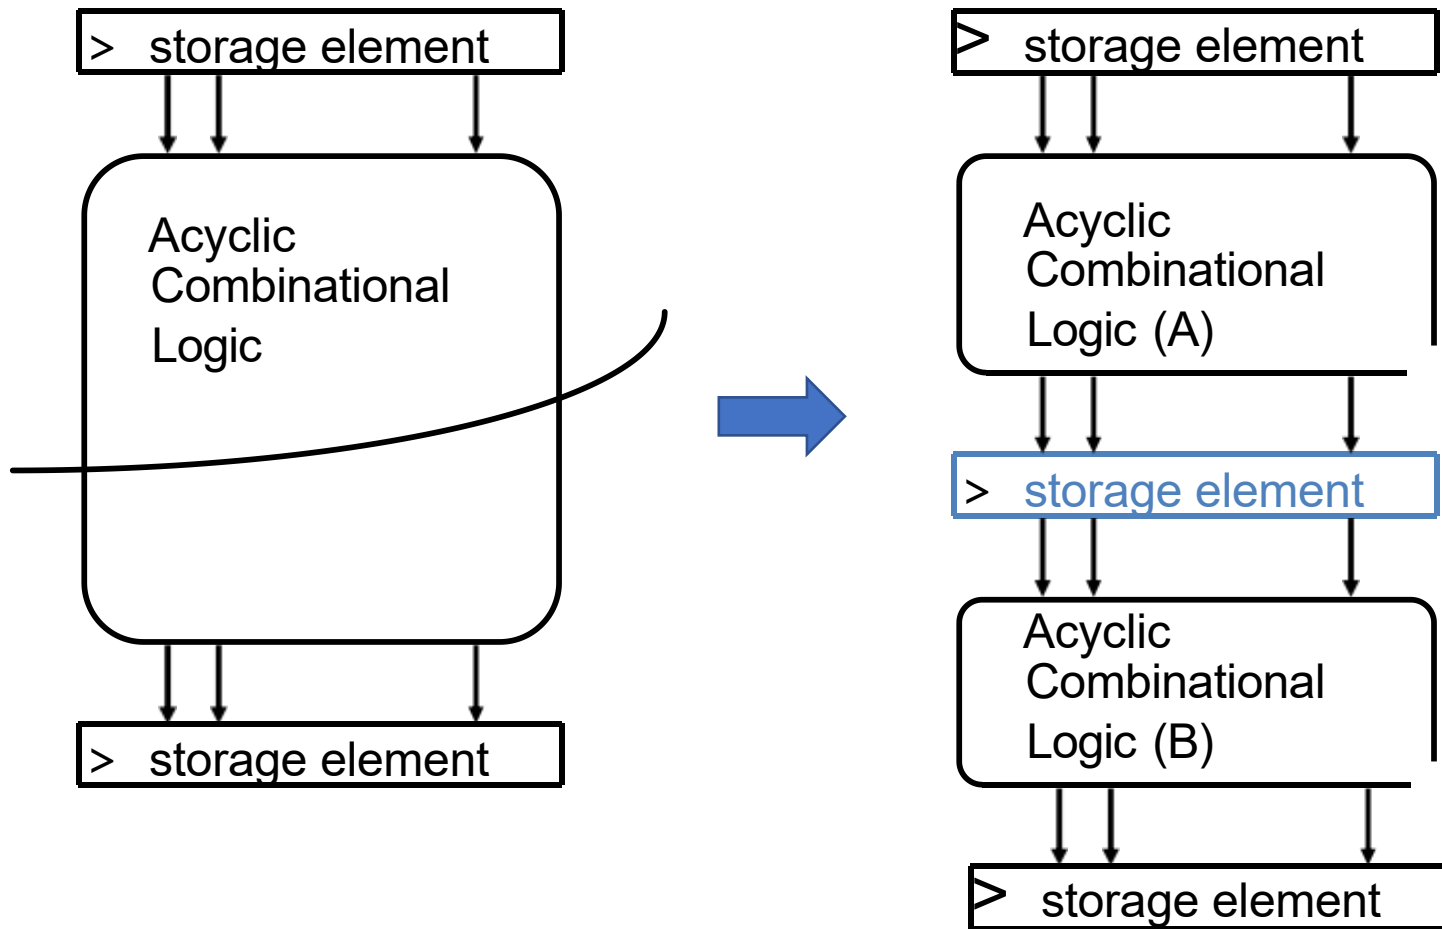 > storage element
Acyclic
Combinational
Logic
> storage element
> storage element
Acyclic
Combinational
Logic (A)
> storage element
Acyclic
Combinational
Logic (B)
> storage element